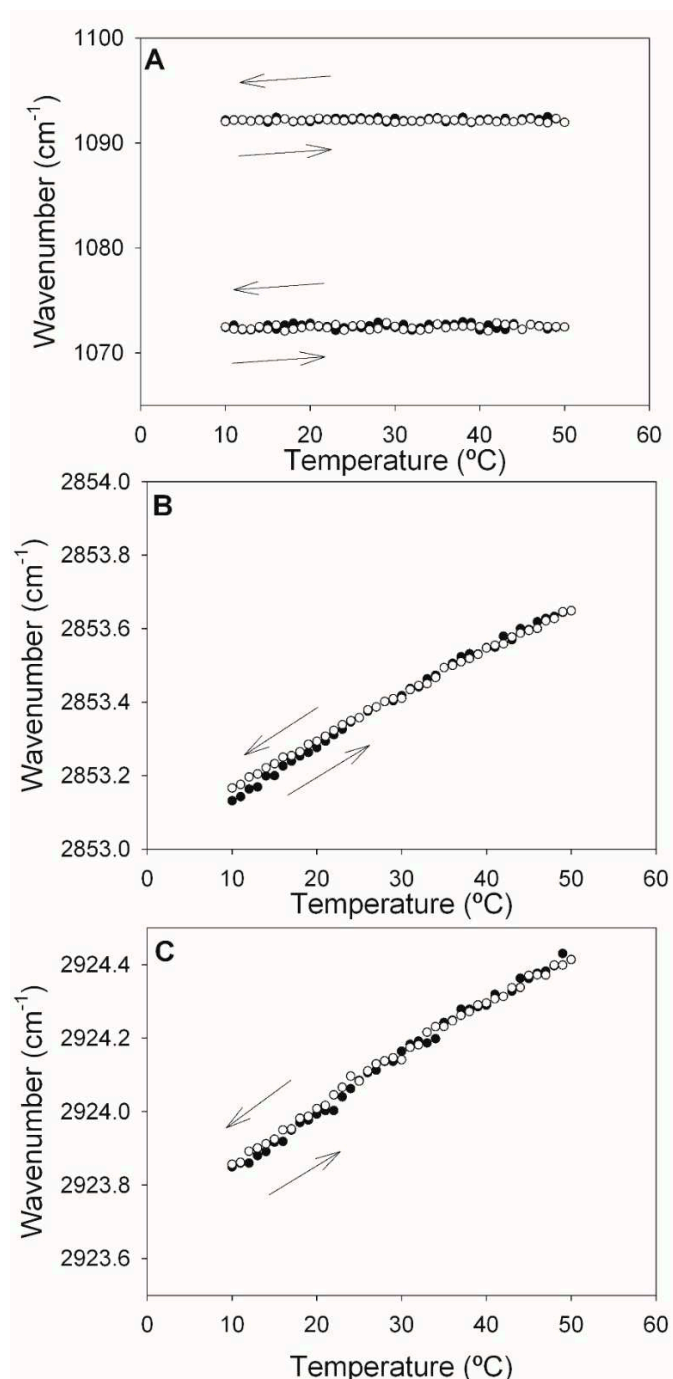 A
1100
1090
1080
1070
Wavenumber (cm-1)
0 10 20 30 40 50 60
Temperature (ºC)
B
2854.0
2853.8
2853.6
2853.4
2853.2
2853.0
Wavenumber (cm-1)
0 10 20 30 40 50 60
Temperature (ºC)
C
2924.4
2924.2
2924.0
2923.8
2923.6
Wavenumber (cm-1)
0 10 20 30 40 50 60
Temperature (ºC)